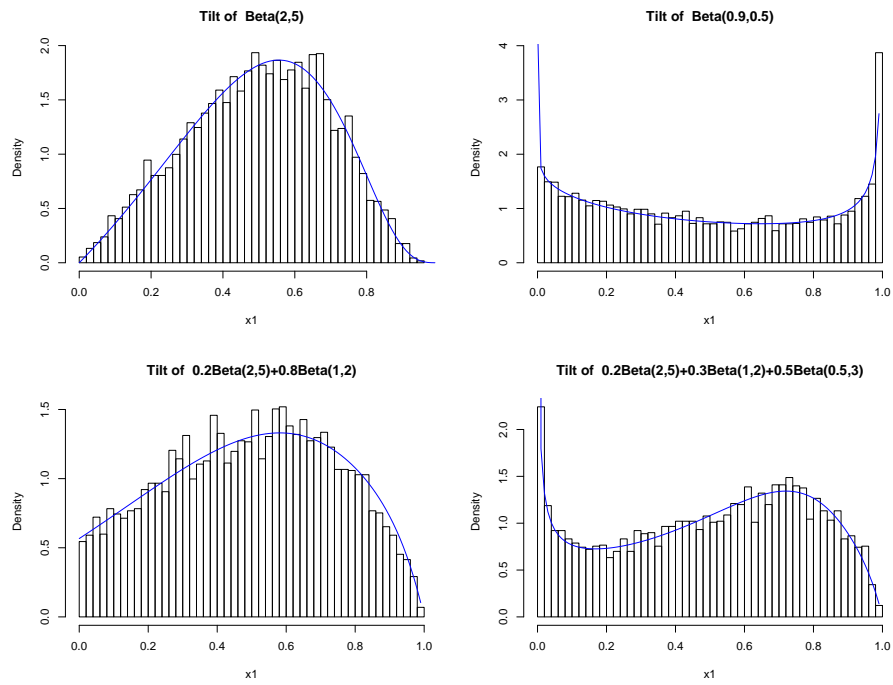 Tilt of Beta(2,5)
Density
0.0 0.5 1.0 1.5 2.0
0.0 0.2 0.4 0.6 0.8
x1
Tilt of Beta(0.9,0.5)
Density
0 1 2 3 4
0.0 0.2 0.4 0.6 0.8 1.0
x1
Tilt of 0.2Beta(2,5)+0.8Beta(1,2)
Density
0.0 0.5 1.0 1.5
0.0 0.2 0.4 0.6 0.8 1.0
x1
Tilt of 0.2Beta(2,5)+0.3Beta(1,2)+0.5Beta(0.5,3)
Density
0.0 0.5 1.0 1.5 2.0
0.0 0.2 0.4 0.6 0.8 1.0
x1